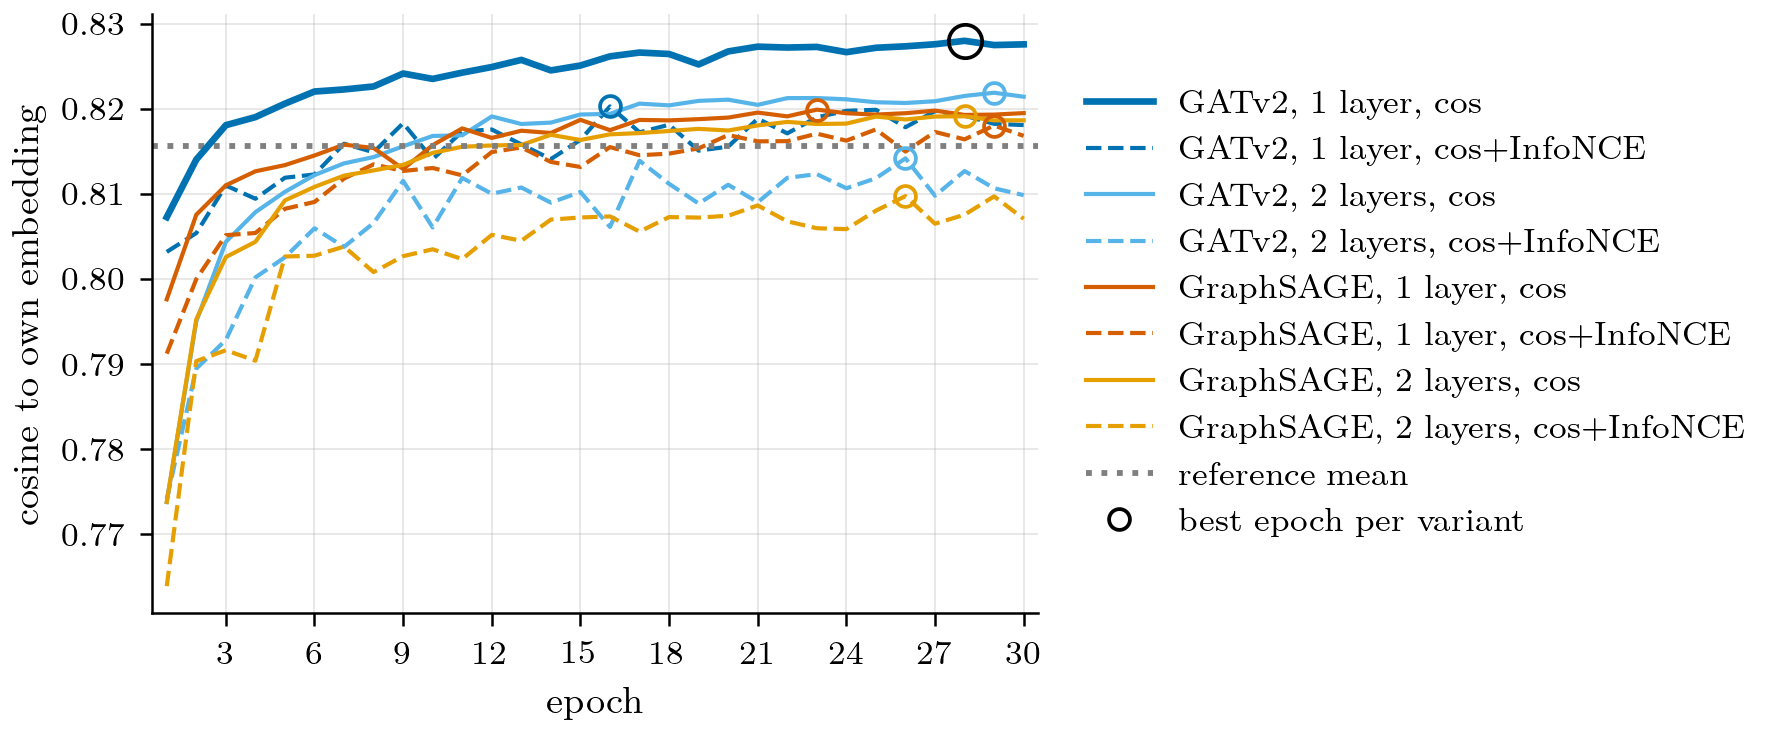 0.83
0.82
0.81
0.80
0.79
0.78
0.77
cosine to own embedding
3 6 9 12 15 18 21 24 27 30
epoch
GATv2, 1 layer, cos
GATv2, 1 layer, cos+InfoNCE
GATv2, 2 layers, cos
GATv2, 2 layers, cos+InfoNCE
GraphSAGE, 1 layer, cos
GraphSAGE, 1 layer, cos+InfoNCE
GraphSAGE, 2 layers, cos
GraphSAGE, 2 layers, cos+InfoNCE
reference mean
best epoch per variant